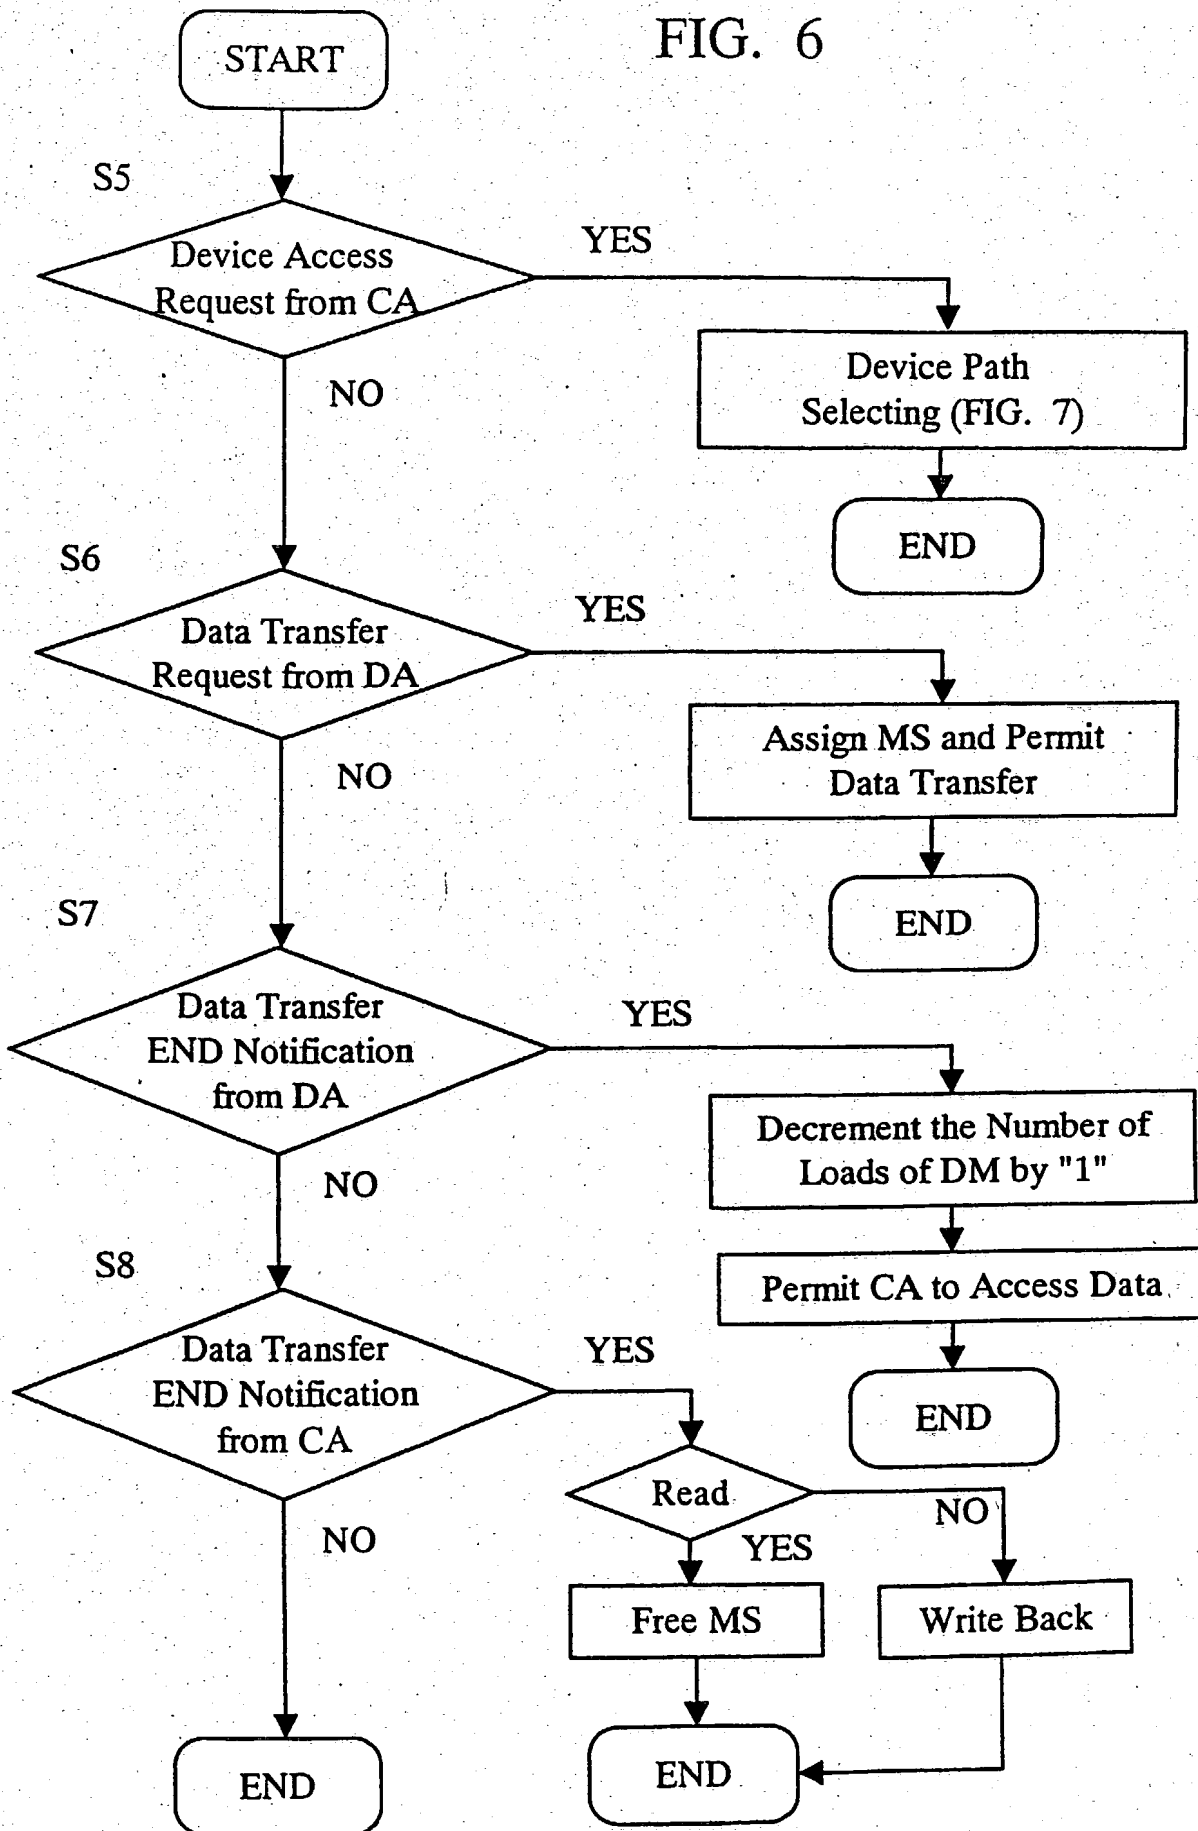 FIG. 6
START
S5
Device Access
Request from CA
YES
NO
Device Path
Selecting (FIG. 7)
END
S6
Data Transfer
Request from DA
YES
NO
Assign MS and Permit
Data Transfer
END
S7
Data Transfer
END Notification
from DA
YES
NO
Decrement the Number of
Loads of DM by "1"
Permit CA to Access Data
END
S8
Data Transfer
END Notification
from CA
YES
NO
Read
NO
YES
Free MS
Write Back
END
END